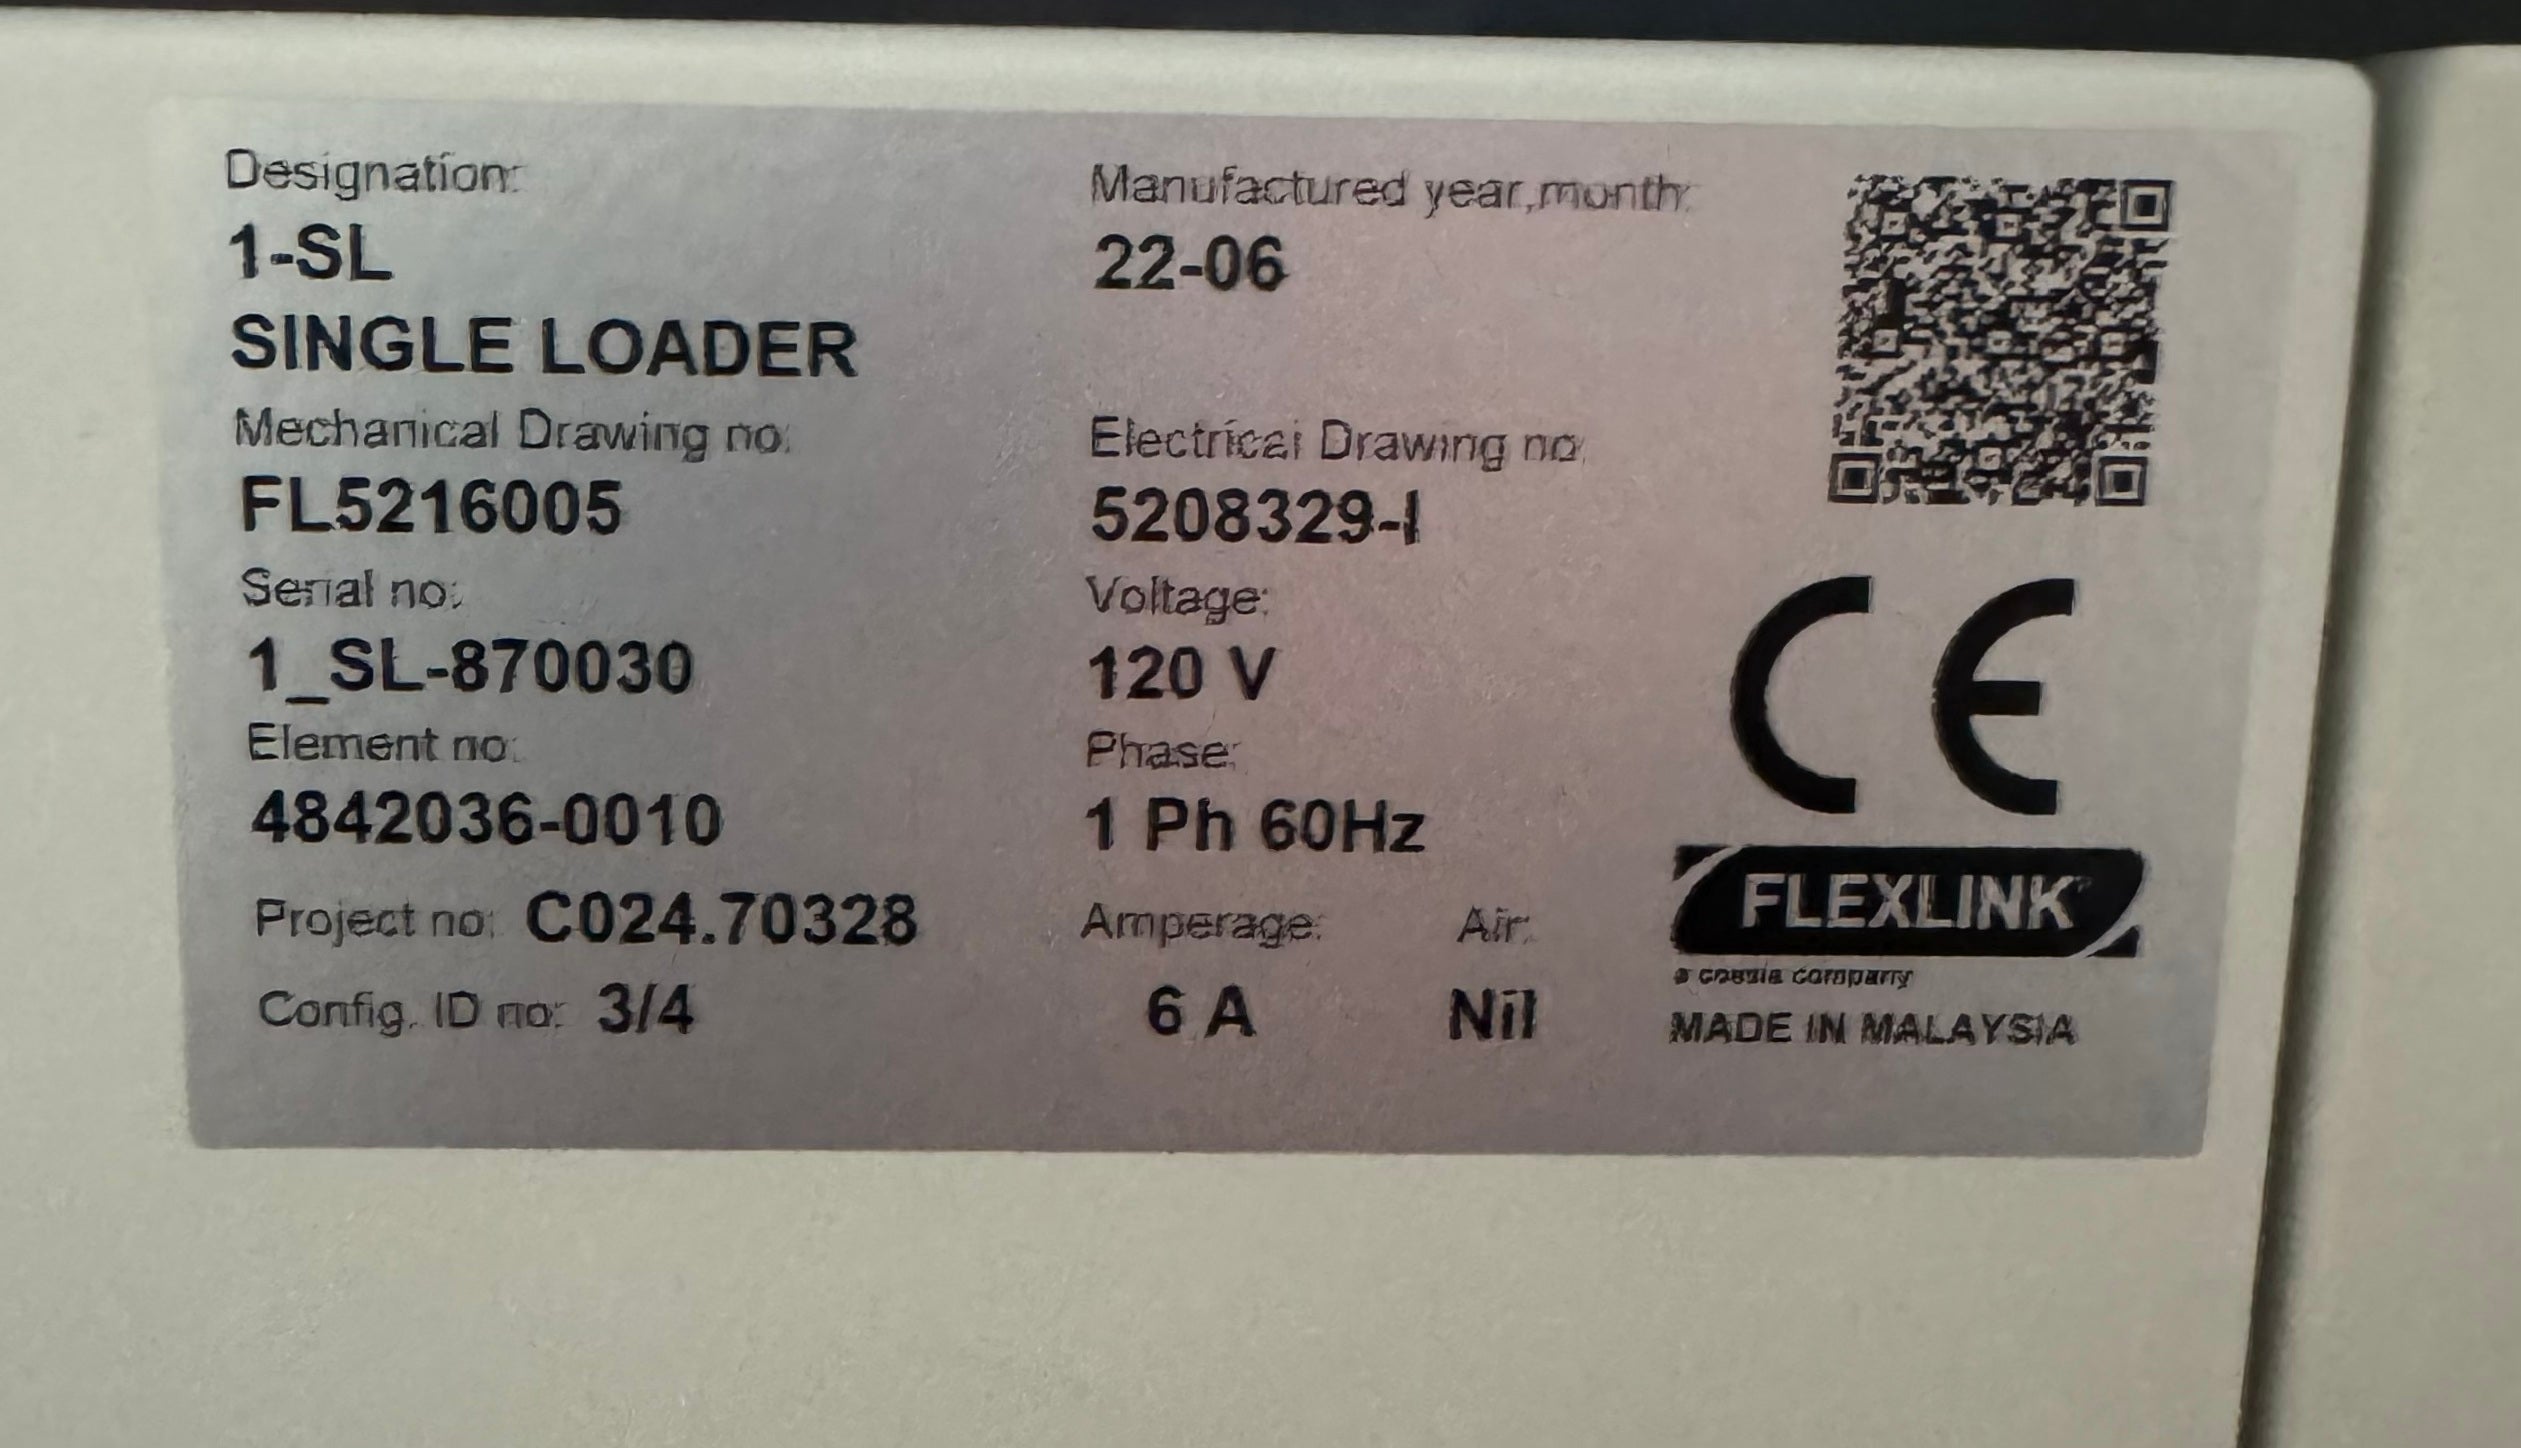 Designation:
1-SL
SINGLE LOADER
Mechanical Drawing no:
FL5216005
Serial no:
1_SL-870030
Element no:
4842036-0010
Project no: C024.70328
Config. ID no: 3/4
Manufactured year,month:
22-06
Electrical Drawing no:
5208329-I
Voltage:
120 V
Phase:
1 Ph 60Hz
Amperage: Air:
6 A Nil
CE
FLEXLINK
a coesia company
MADE IN MALAYSIA